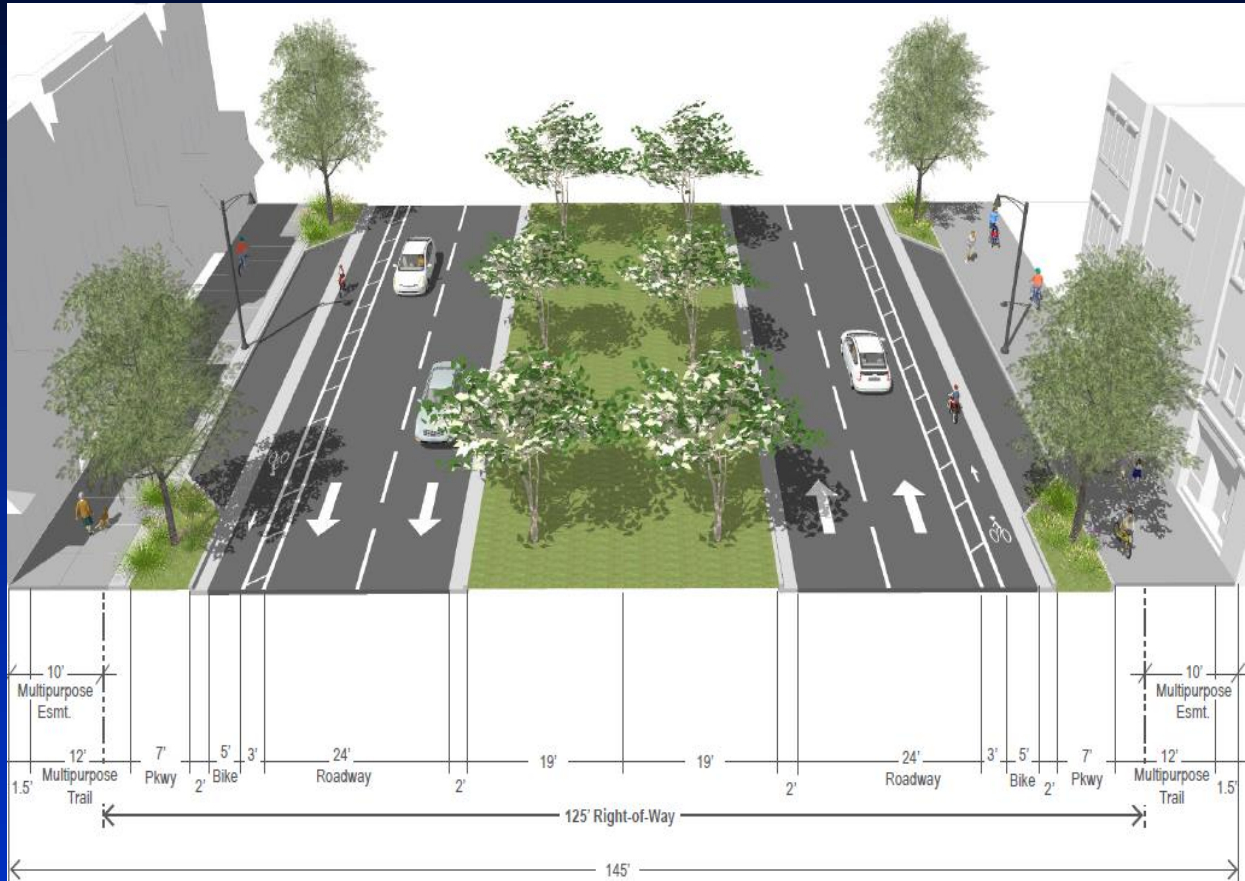 10' 10'
Multipurpose Multipurpose
Esmt. Esmt.
1.5' 12' 7' 5' 3' 24' 19' 19' 24' 3' 5' 7' 12' 1.5'
Multipurpose Pkwy 2' Bike Roadway 2' 2' Roadway Bike 2' Pkwy Multipurpose
Trail Trail
125' Right-of-Way
145'